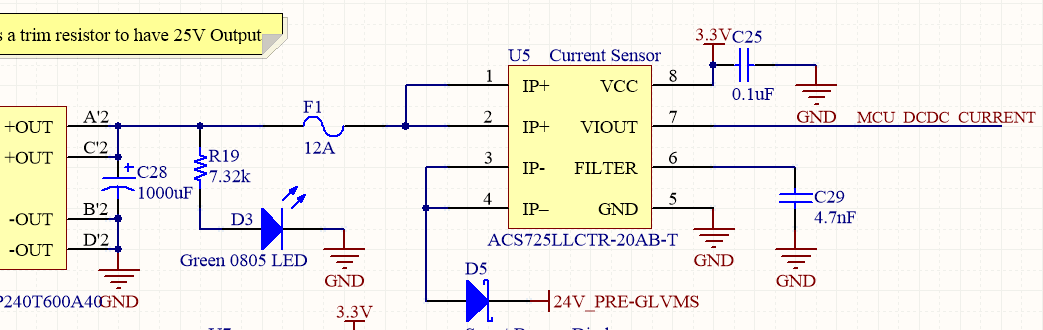 s a trim resistor to have 25V Output
3.3V
C25
0.1uF
GND
U5 Current Sensor
1 IP+ VCC 8
2 IP+ VIOUT 7
3 IP- FILTER 6
4 IP- GND 5
ACS725LLCTR-20AB-T
MCU_DCDC_CURRENT
F1
12A
+OUT A'2
+OUT C'2
-OUT B'2
-OUT D'2
C28
1000uF
R19
7.32k
D3
Green 0805 LED
GND
C29
4.7nF
GND
GND
P240T600A40
GND
D5
24V_PRE-GLVMS
3.3V